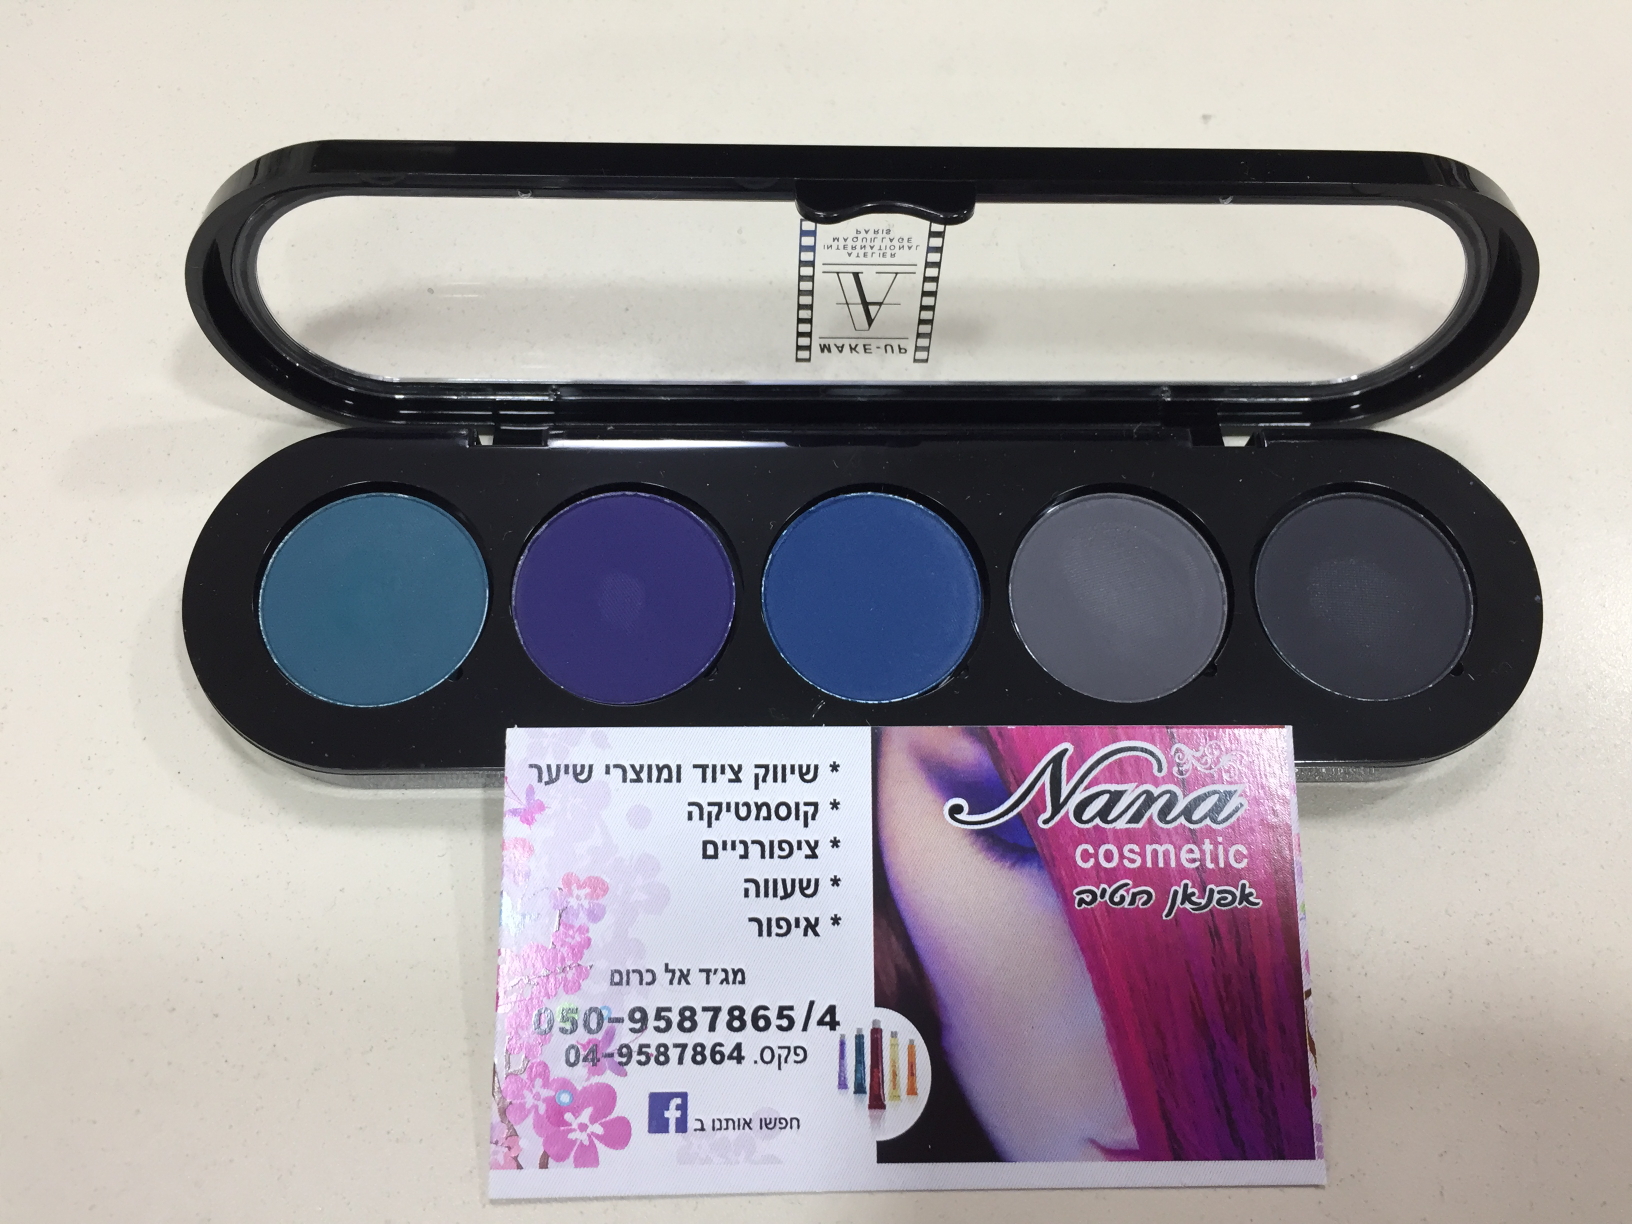 MAKE-UP
A
ATELIER
INTERNATIONAL
MAQUILLAGE
PARIS
* שיווק ציוד ומוצרי שיער
* קוסמטיקה
* ציפורניים
* שעווה
* איפור
מג'ד אל כרום
050-9587865/4
פקס. 04-9587864
חפשו אותנו ב f
Nana
cosmetic
אפנאן חטיב